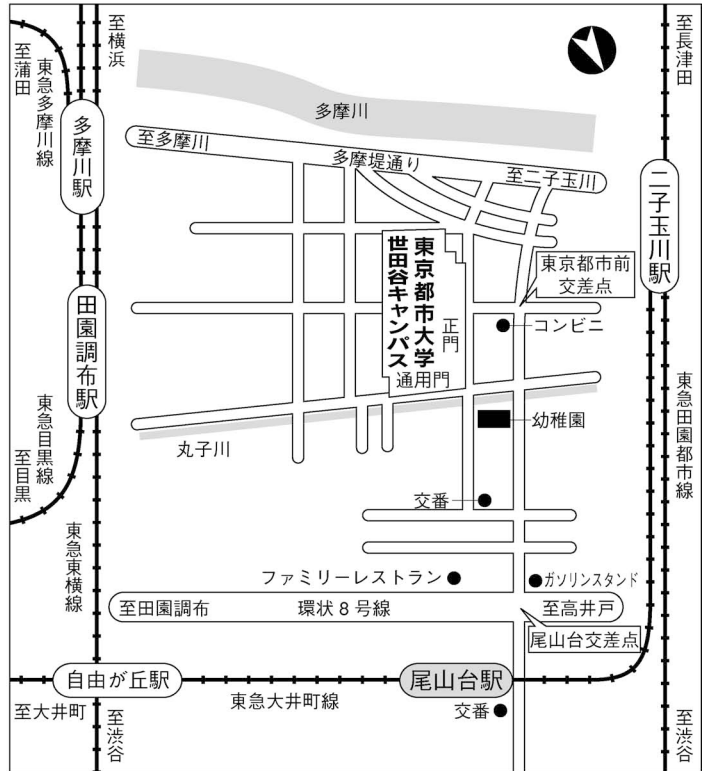 至横浜
至長津田
至蒲田
東急多摩川線
多摩川駅
多摩川
至多摩川
多摩堤通り
至二子玉川
二子玉川駅
東京都市大学
世田谷キャンパス
正門
通用門
東京都市前
交差点
コンビニ
田園調布駅
東急目黒線
至目黒
丸子川
幼稚園
東急田園都市線
交番
東急東横線
ファミリーレストラン
ガソリンスタンド
至田園調布
環状8号線
至高井戸
尾山台交差点
自由が丘駅
尾山台駅
東急大井町線
至大井町
至渋谷
交番
至渋谷